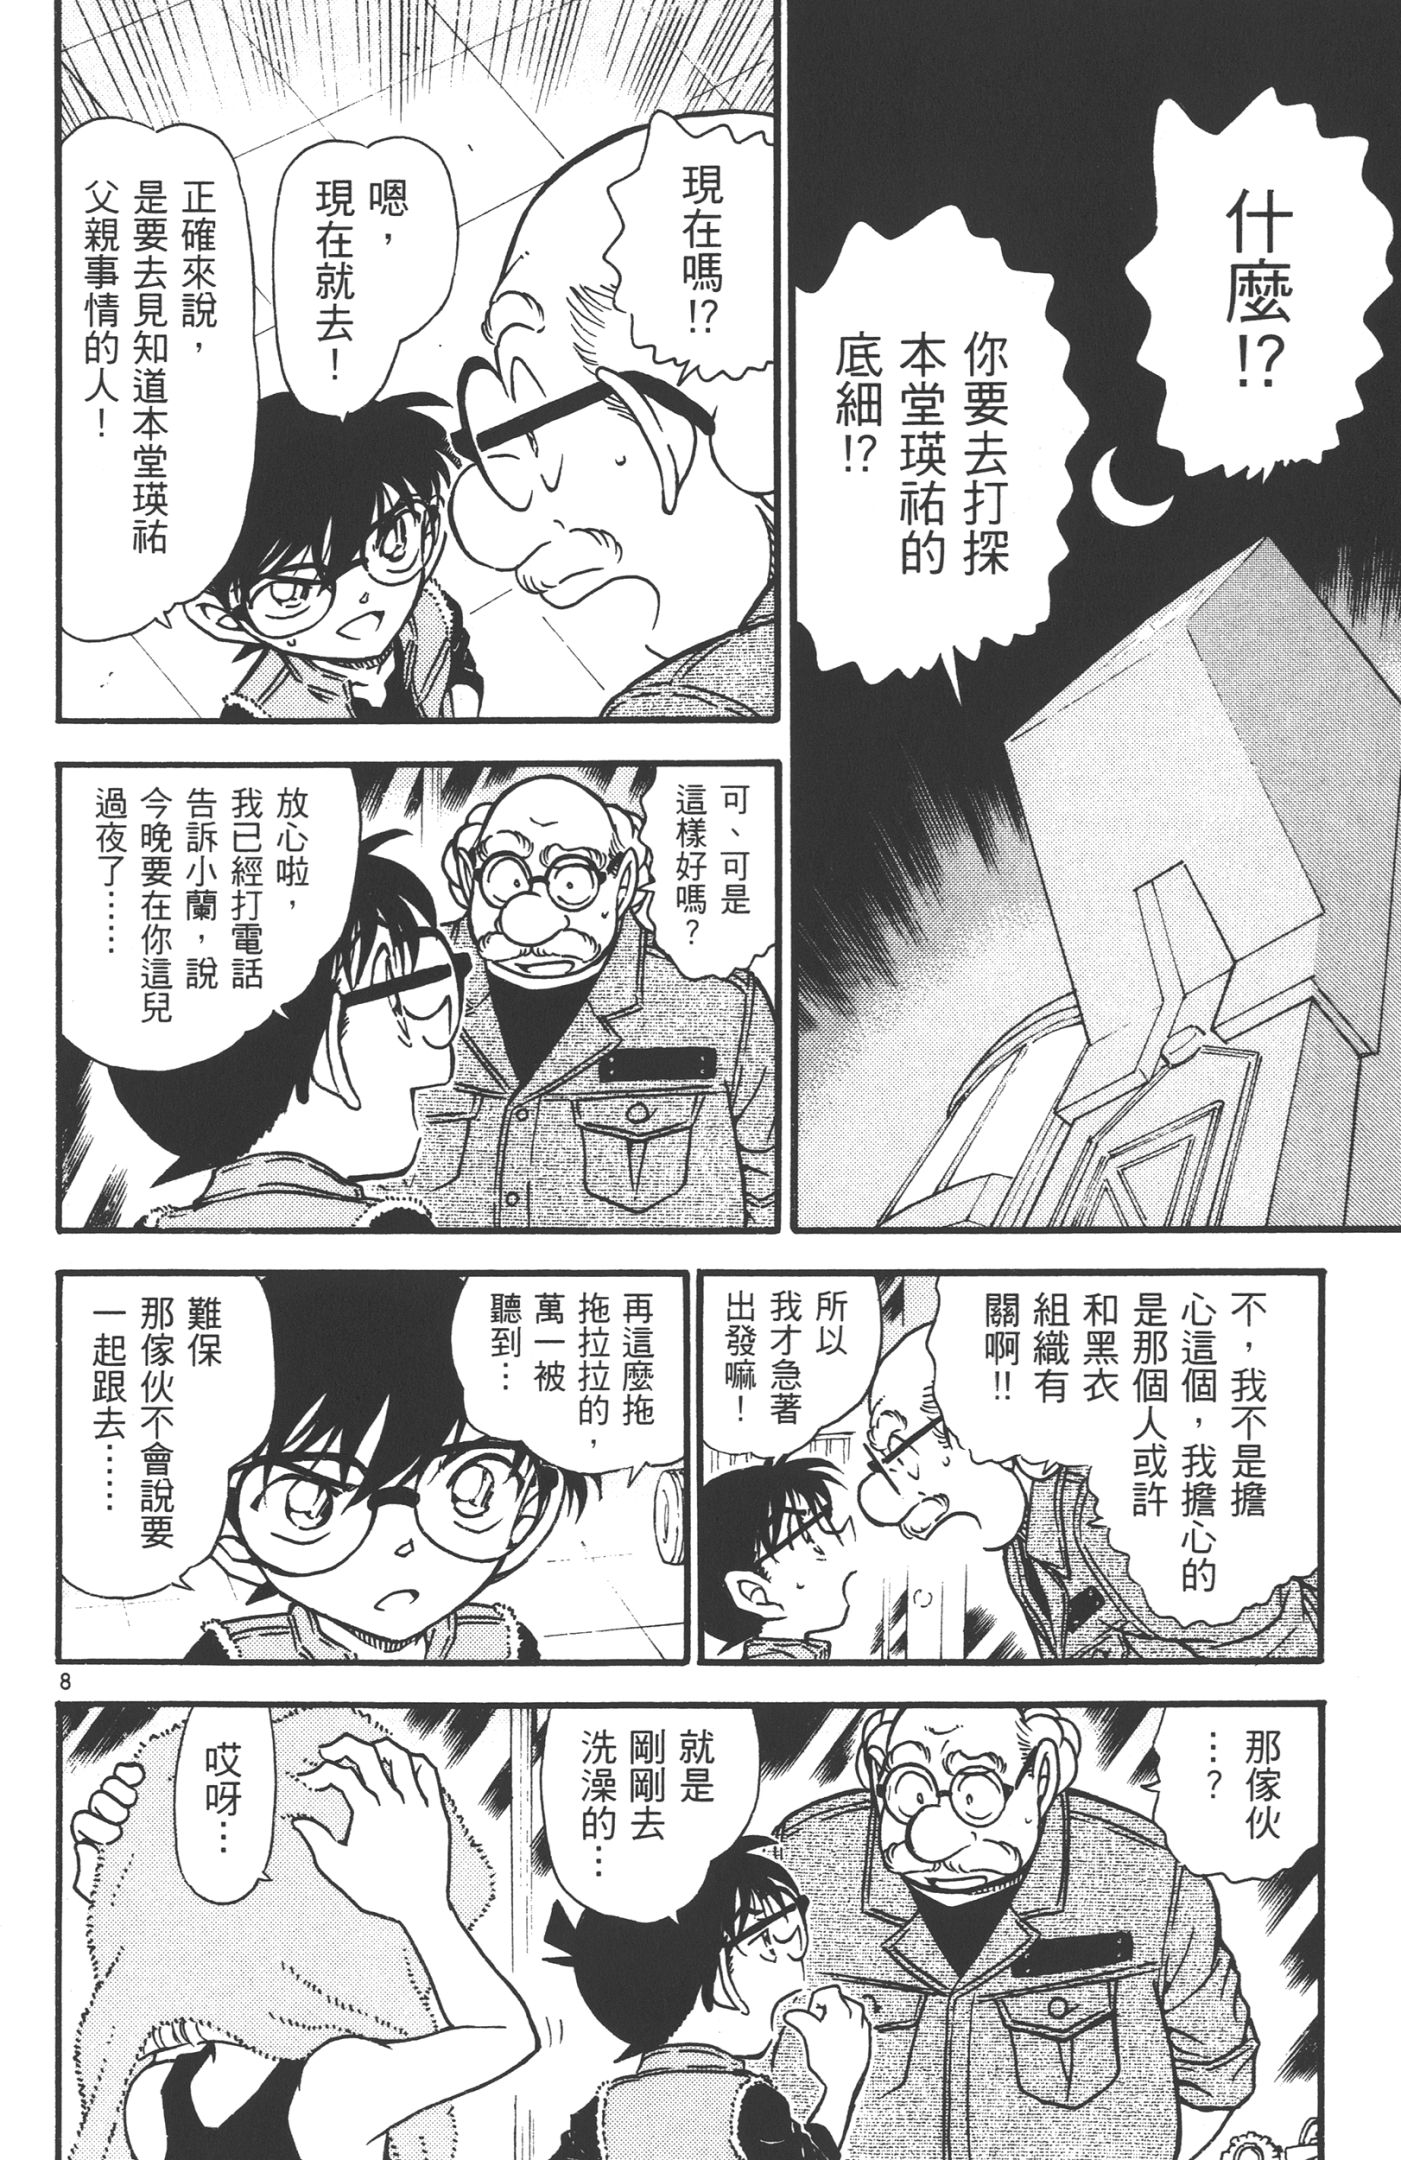 什麼!?
你要去打探
本堂瑛祐的
底細!?
現在嗎!?
嗯，
現在就去！
正確來說，
是要去見知道本堂瑛祐
父親事情的人！
可、可是
這樣好嗎？
放心啦，
我已經打電話
告訴小蘭，說
今晚要在你這兒
過夜了……
不，我不是擔
心這個，我擔心的
是那個人或許
和黑衣
組織有
關啊!!
所以
我才急著
出發嘛！
再這麼拖
拖拉拉的，
萬一被
聽到…
難保
那傢伙不會說要
一起跟去……
那傢伙
…？
就是
剛剛去
洗澡的…
哎呀…
8